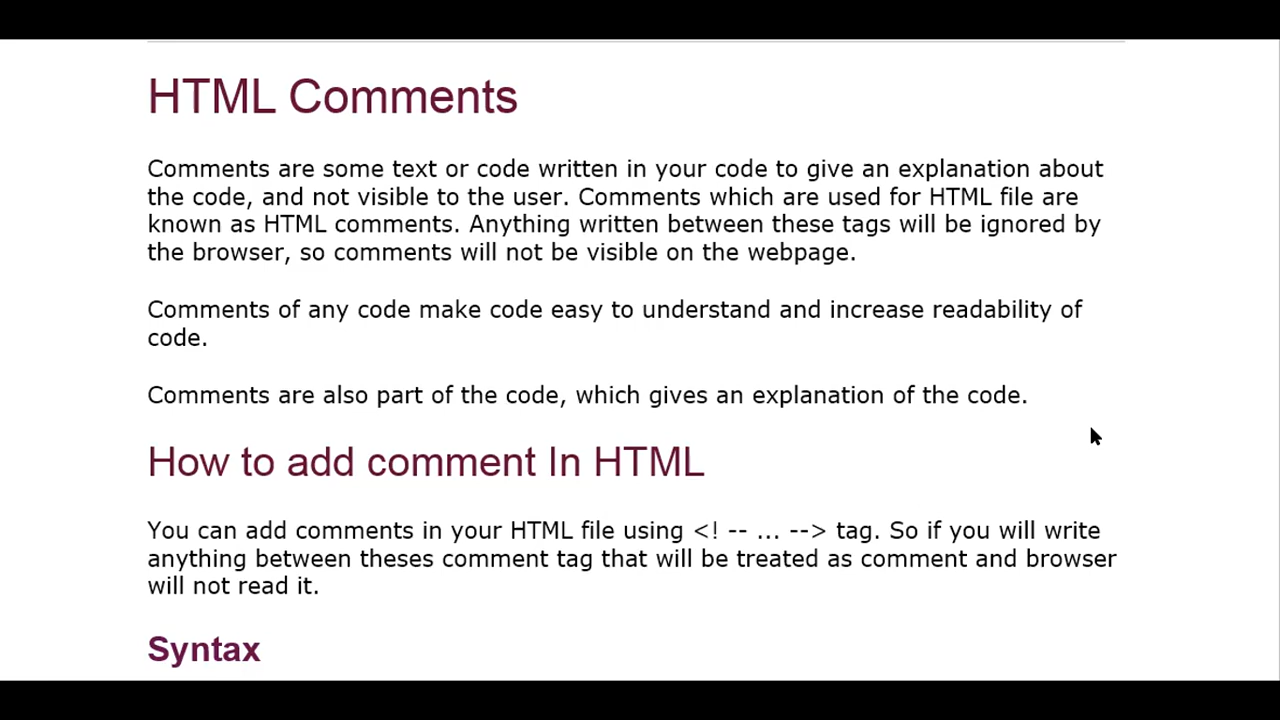 HTML Comments
Comments are some text or code written in your code to give an explanation about
the code, and not visible to the user. Comments which are used for HTML file are
known as HTML comments. Anything written between these tags will be ignored by
the browser, so comments will not be visible on the webpage.
Comments of any code make code easy to understand and increase readability of
code.
Comments are also part of the code, which gives an explanation of the code.
How to add comment In HTML
You can add comments in your HTML file using <! -- ... --> tag. So if you will write
anything between theses comment tag that will be treated as comment and browser
will not read it.
Syntax